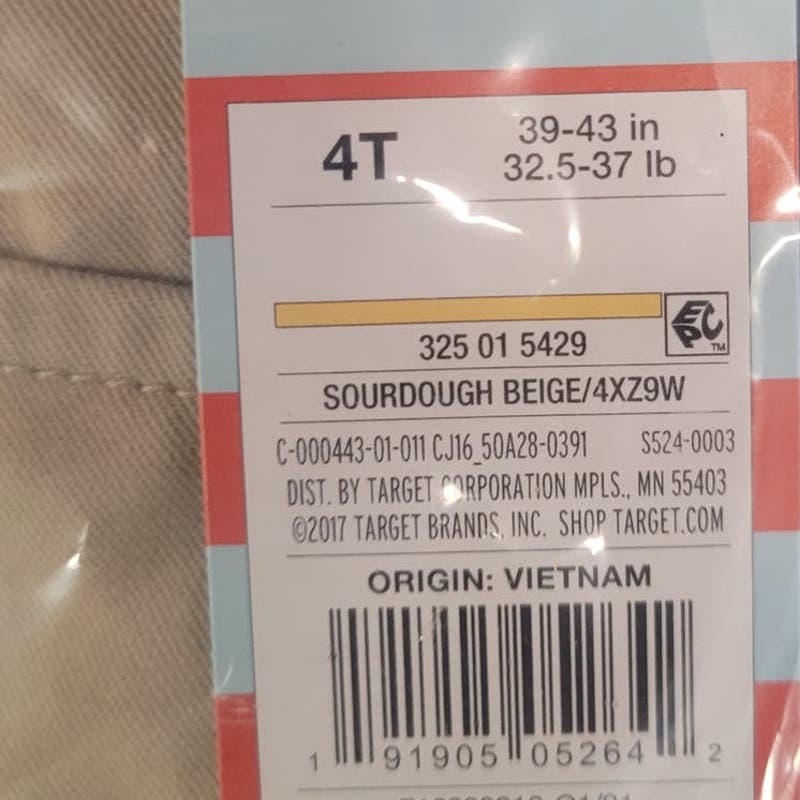 4T
39-43 in
32.5-37 lb
EPC
TM
325 01 5429
SOURDOUGH BEIGE/4XZ9W
C-000443-01-011 CJ16_50A28-0391 S524-0003
DIST. BY TARGET CORPORATION MPLS., MN 55403
©2017 TARGET BRANDS, INC. SHOP TARGET.COM
ORIGIN: VIETNAM
1 91905 05264 2